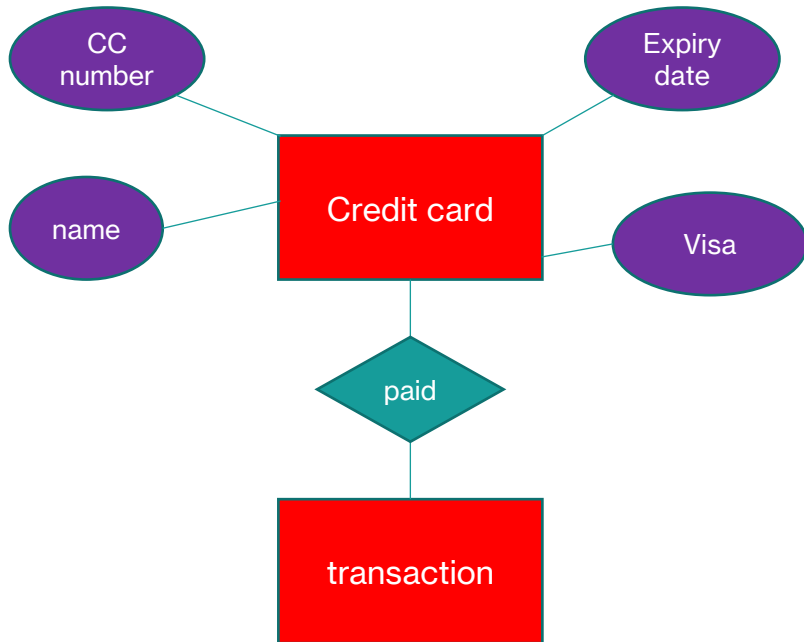 CC
number
Expiry
date
Credit card
name
Visa
paid
transaction